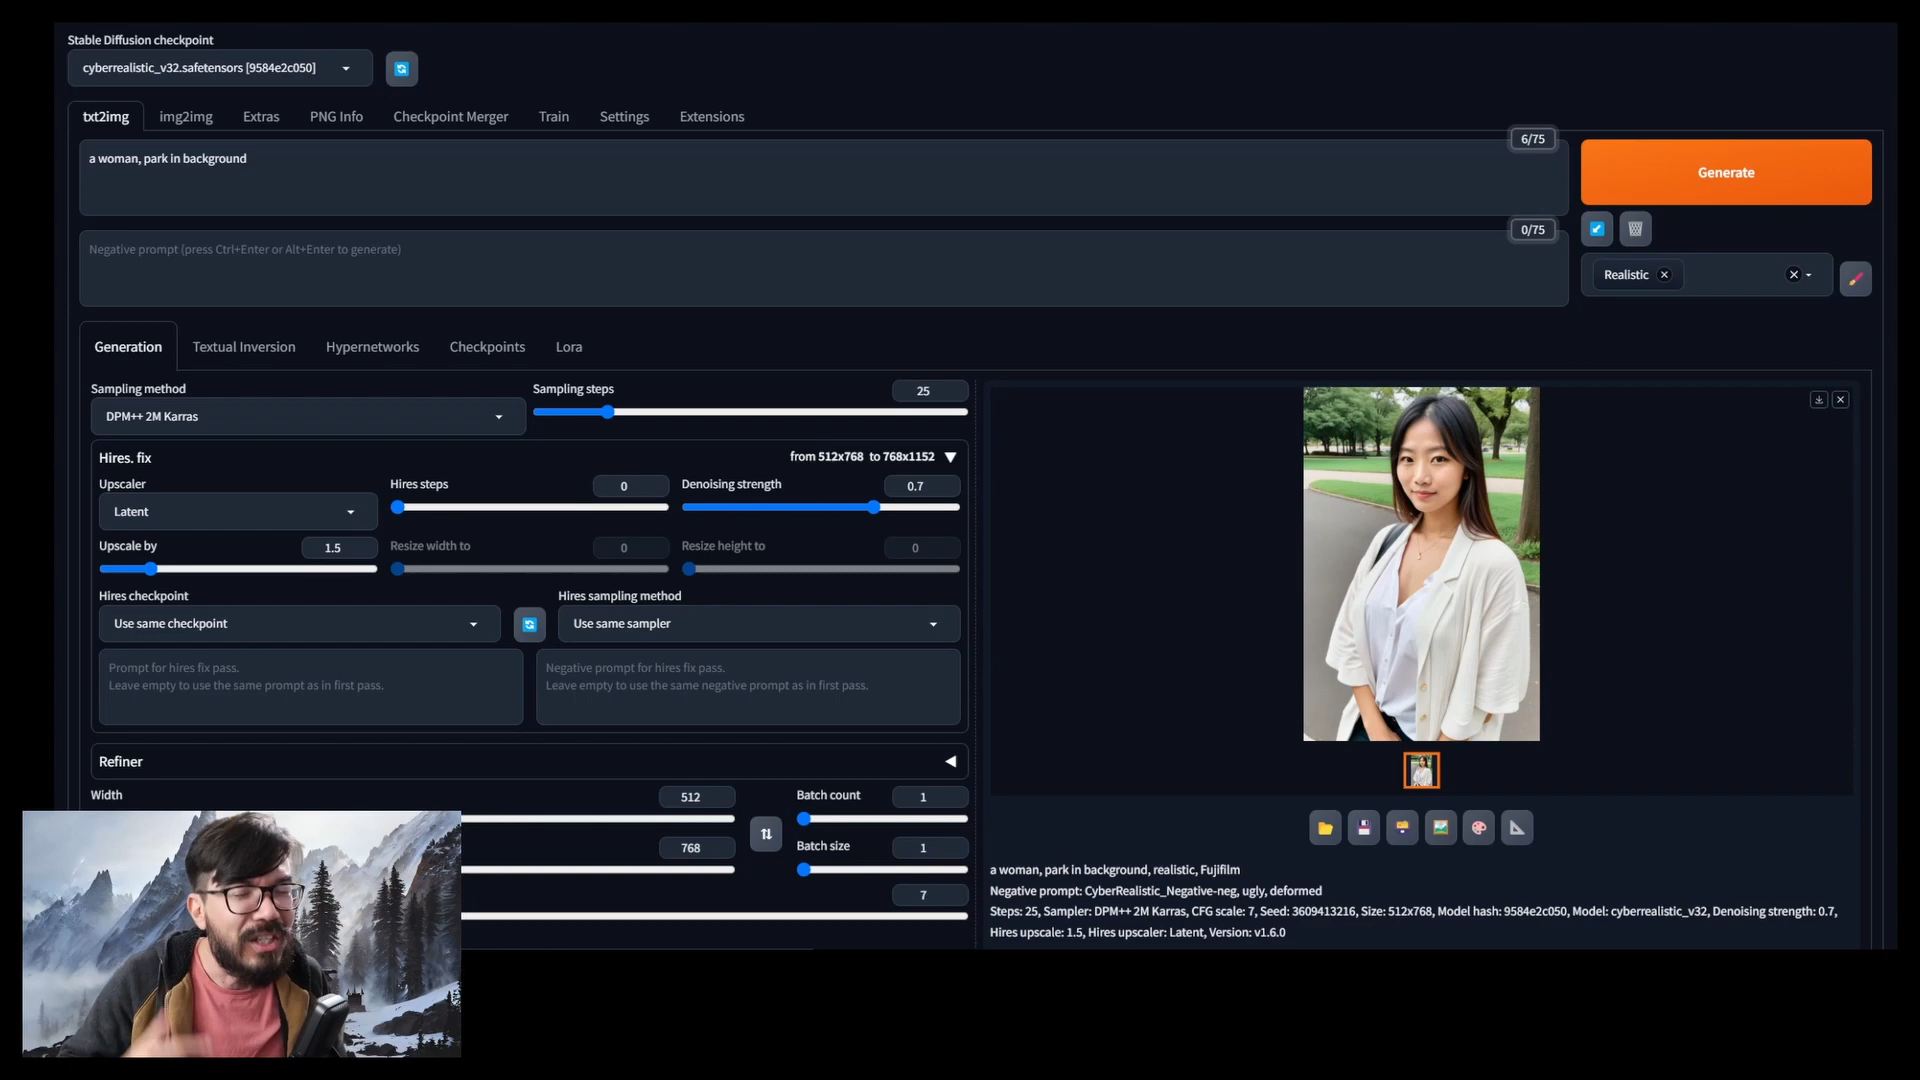 Stable Diffusion checkpoint
cyberrealistic_v32.safetensors [9584e2c050]
txt2img img2img Extras PNG Info Checkpoint Merger Train Settings Extensions
6/75
a woman, park in background
Generate
0/75
Negative prompt (press Ctrl+Enter or Alt+Enter to generate)
Realistic
Generation Textual Inversion Hypernetworks Checkpoints Lora
Sampling method
DPM++ 2M Karras
Sampling steps
25
Hires. fix
from 512x768 to 768x1152
Upscaler
Latent
Hires steps
0
Denoising strength
0.7
Upscale by
1.5
Resize width to
0
Resize height to
0
Hires checkpoint
Use same checkpoint
Hires sampling method
Use same sampler
Prompt for hires fix pass.
Leave empty to use the same prompt as in first pass.
Negative prompt for hires fix pass.
Leave empty to use the same negative prompt as in first pass.
Refiner
Width
512
768
Batch count
1
Batch size
1
7
a woman, park in background, realistic, Fujifilm
Negative prompt: CyberRealistic_Negative-neg, ugly, deformed
Steps: 25, Sampler: DPM++ 2M Karras, CFG scale: 7, Seed: 3609413216, Size: 512x768, Model hash: 9584e2c050, Model: cyberrealistic_v32, Denoising strength: 0.7,
Hires upscale: 1.5, Hires upscaler: Latent, Version: v1.6.0